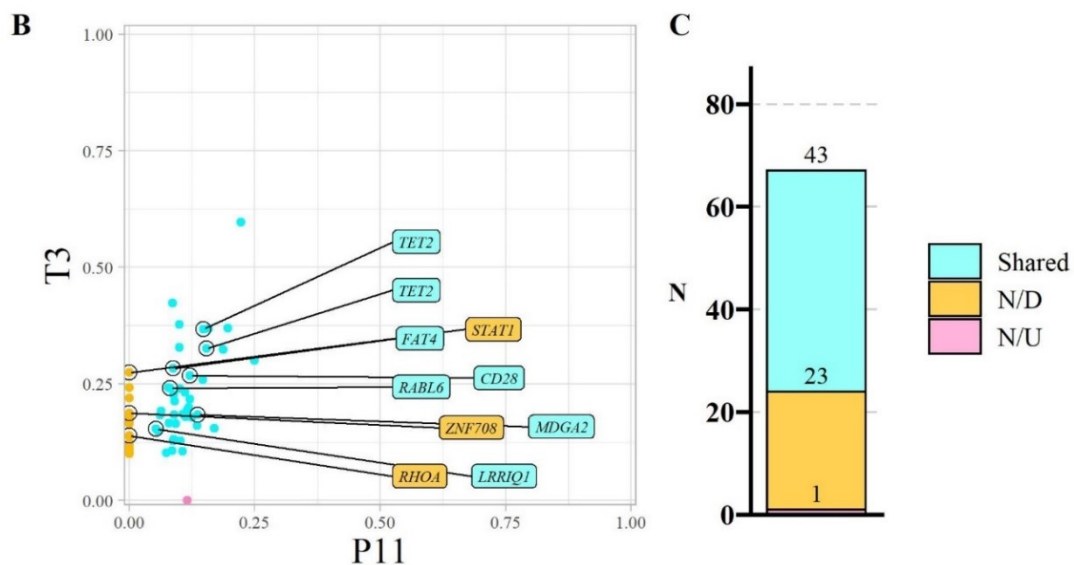 B
1.00
0.75
0.50
0.25
0.00
T3
TET2
TET2
STAT1
FAT4
CD28
RABL6
ZNF708
MDGA2
RHOA
LRRIQ1
0.00
0.25
0.50
0.75
1.00
P11
C
80
60
40
20
0
N
43
23
1
Shared
N/D
N/U